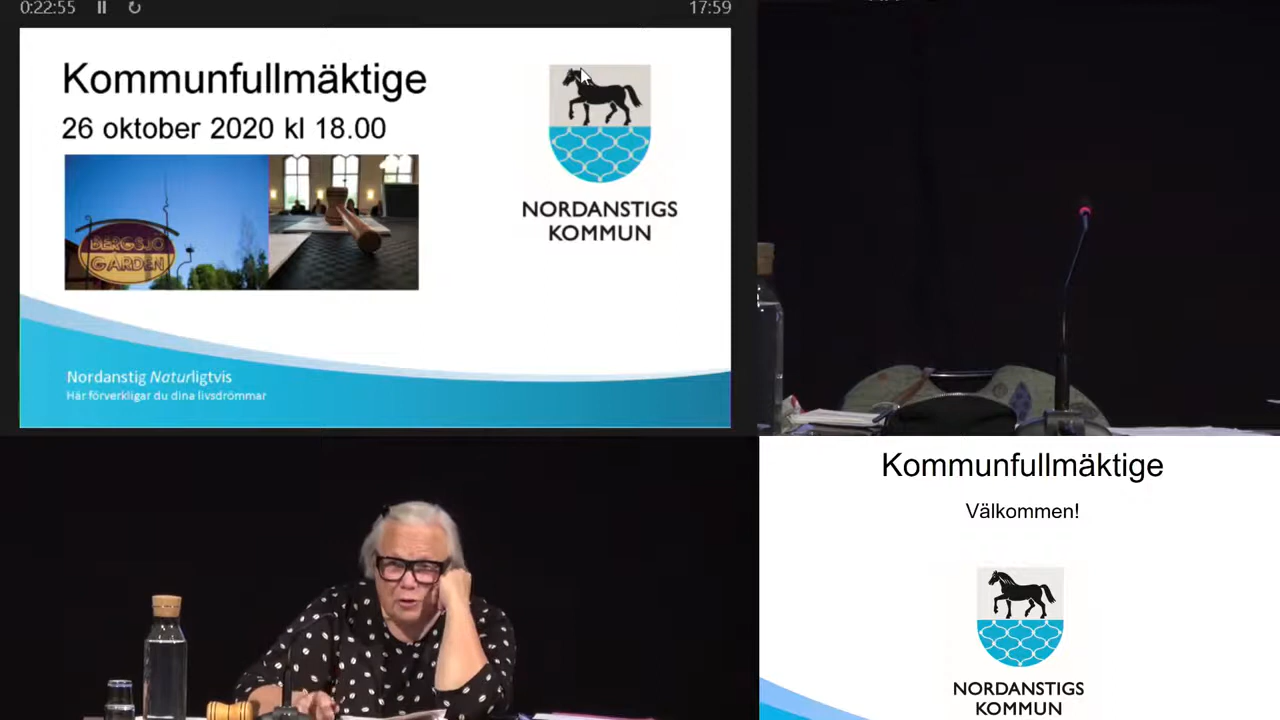 0:22:55
17:59
Kommunfullmäktige
26 oktober 2020 kl 18.00
BERGSJÖ
GÅRDEN
NORDANSTIGS
KOMMUN
Nordanstig Naturligtvis
Här förverkligar du dina livsdrömmar
Kommunfullmäktige
Välkommen!
NORDANSTIGS
KOMMUN